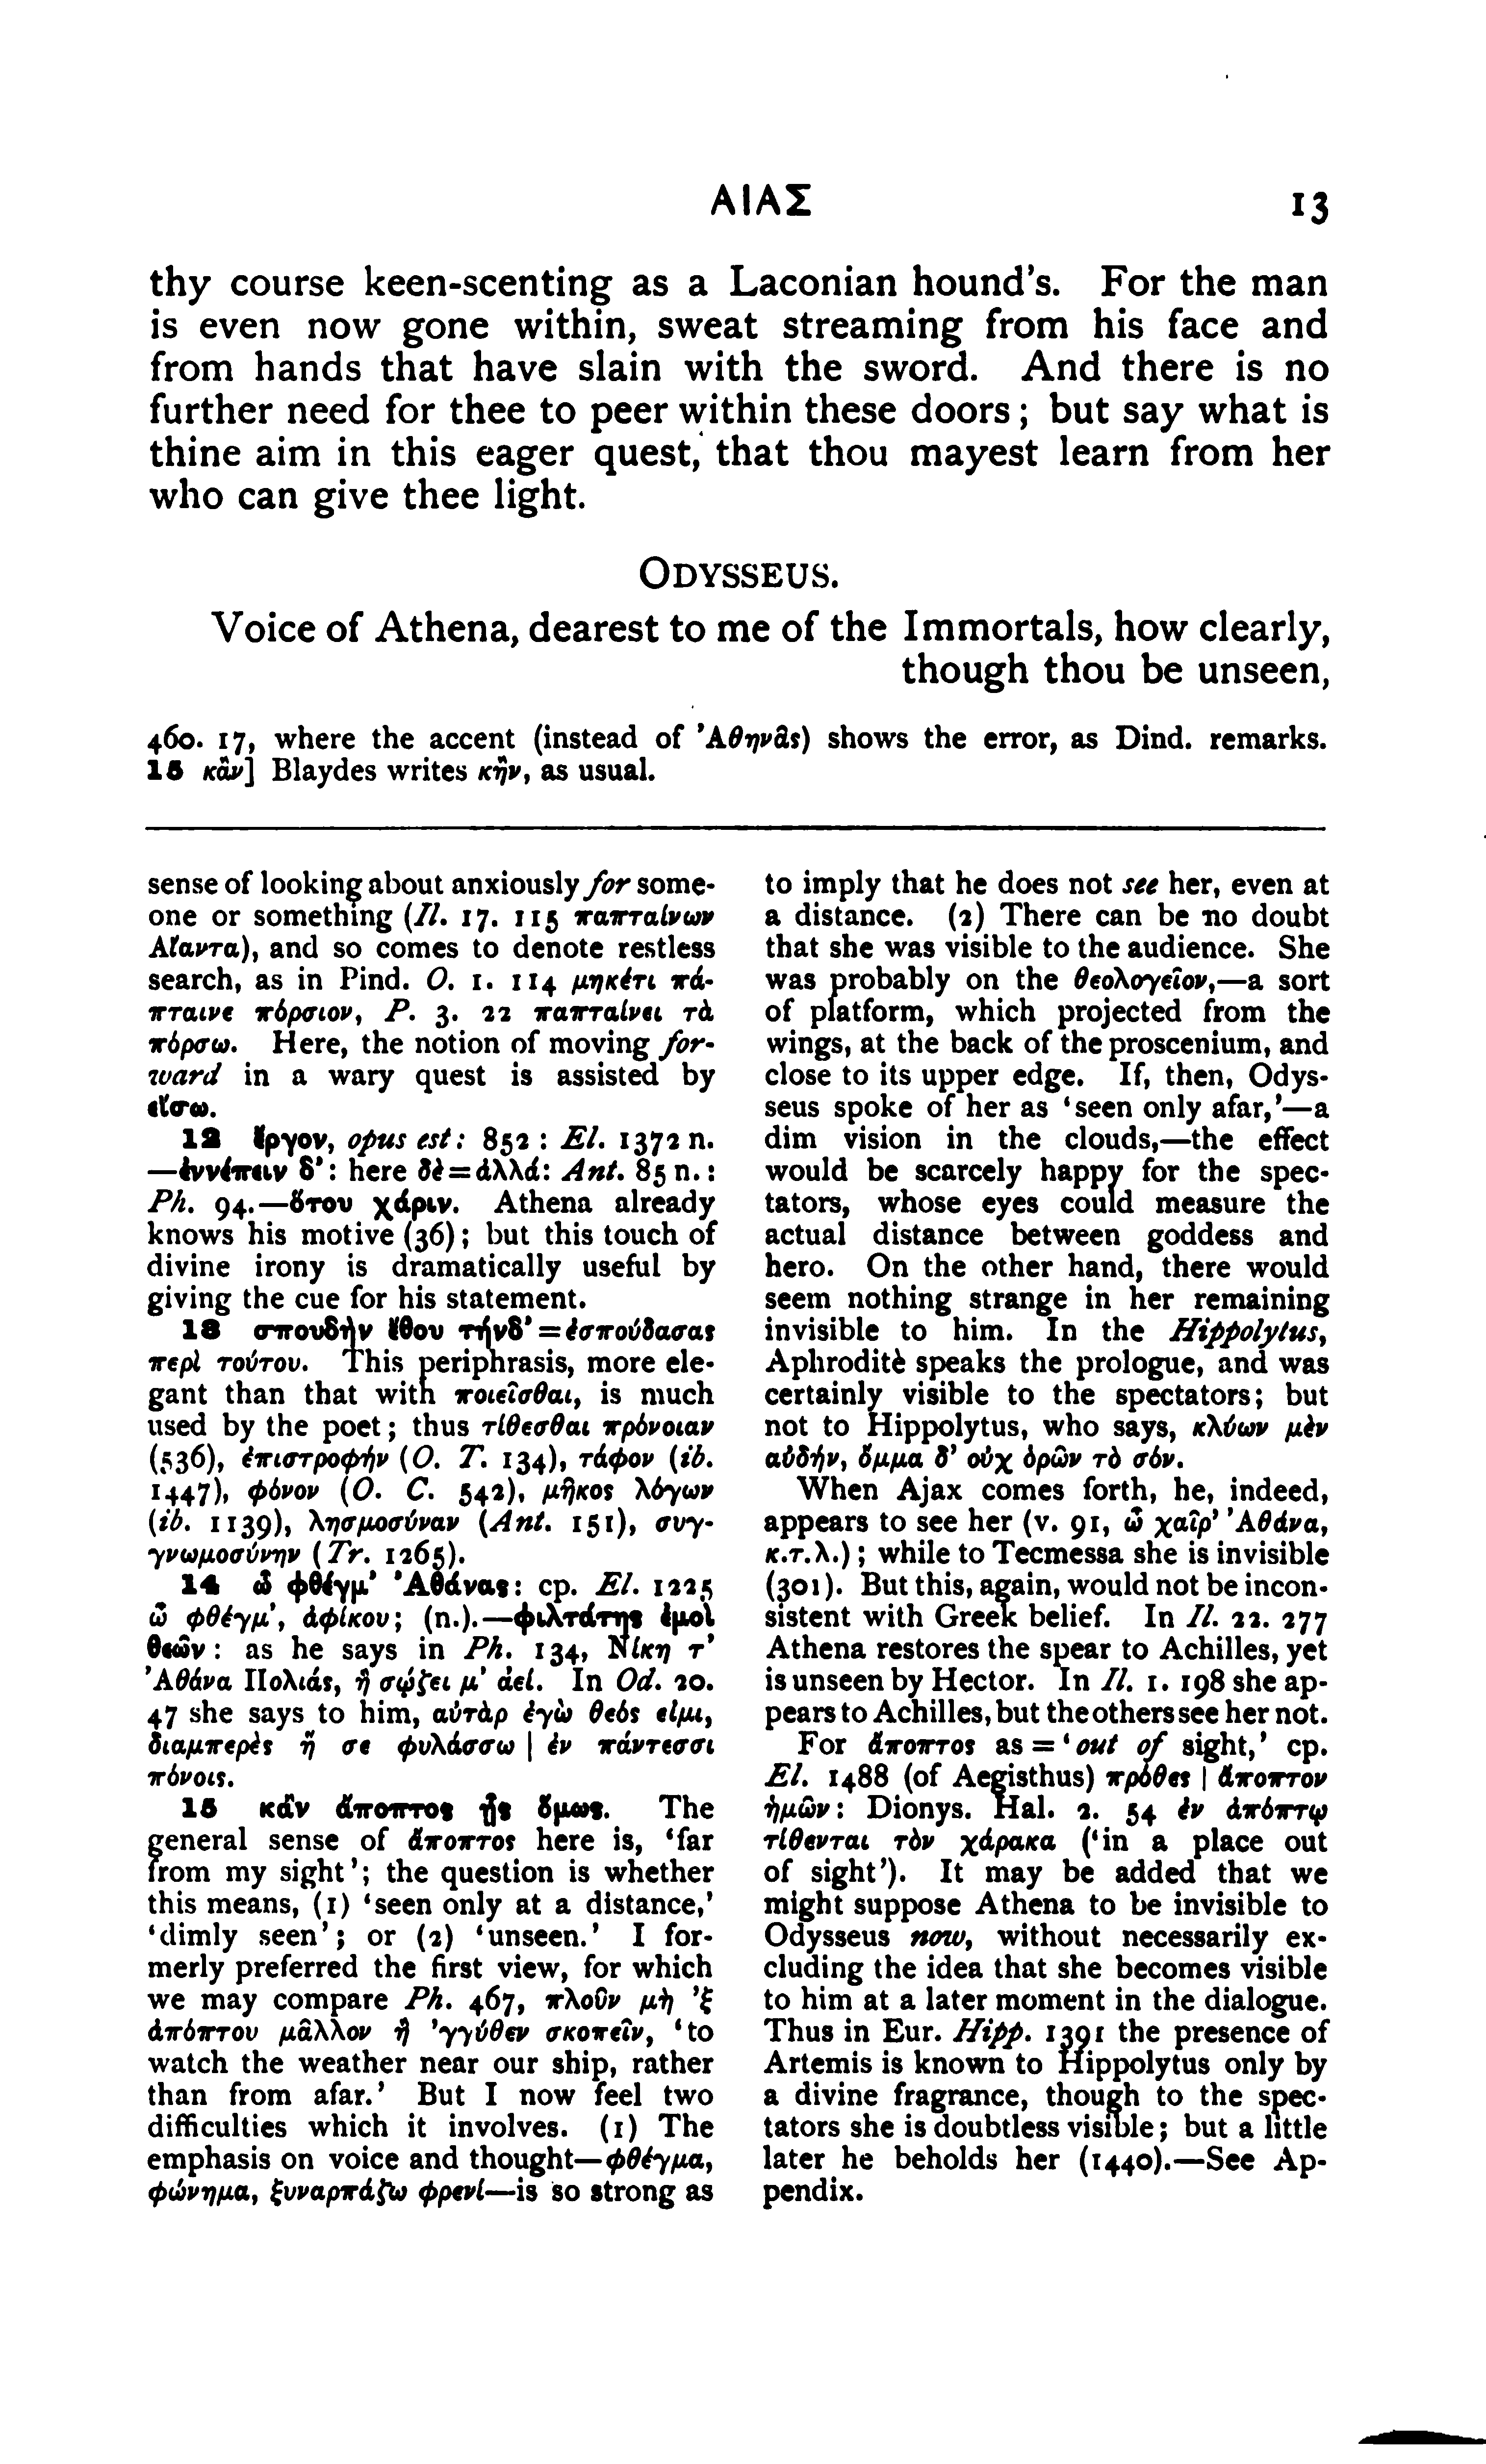 ΑΙΑΣ 13
thy course keen-scenting as a Laconian hound's. For the man
is even now gone within, sweat streaming from his face and
from hands that have slain with the sword. And there is no
further need for thee to peer within these doors; but say what is
thine aim in this eager quest, that thou mayest learn from her
who can give thee light.
ODYSSEUS.
Voice of Athena, dearest to me of the Immortals, how clearly,
though thou be unseen,
460. 17, where the accent (instead of Ἀθηνᾶς) shows the error, as Dind. remarks.
15 κἂν] Blaydes writes κἢν, as usual.
sense of looking about anxiously for some-
one or something (Il. 17. 115 παπταίνων
Αἴαντα), and so comes to denote restless
search, as in Pind. O. 1. 114 μηκέτι πά-
πταινε πόρσιον, P. 3. 22 παπταίνει τὰ
πόρσω. Here, the notion of moving for-
ward in a wary quest is assisted by
εἴσω.
12 ἔργον, opus est: 852: El. 1372 n.
—ἐννέπειν δ': here δὲ=ἀλλά: Ant. 85 n.:
Ph. 94.—ὅτου χάριν. Athena already
knows his motive (36); but this touch of
divine irony is dramatically useful by
giving the cue for his statement.
13 σπουδὴν ἔθου τήνδ'=ἐσπούδασας
περὶ τούτου. This periphrasis, more ele-
gant than that with ποιεῖσθαι, is much
used by the poet; thus τίθεσθαι πρόνοιαν
(536), ἐπιστροφήν (O. T. 134), τάφον (ib.
1447), φόνον (O. C. 542), μῆκος λόγων
(ib. 1139), λησμοσύναν (Ant. 151), συγ-
γνωμοσύνην (Tr. 1265).
14 ὦ φθέγμ' Ἀθάνας: cp. El. 1225
ὦ φθέγμ', ἀφίκου; (n.).—φιλτάτης ἐμοὶ
θεῶν: as he says in Ph. 134, Νίκη τ'
Ἀθάνα Πολιάς, ἣ σῴζει μ' ἀεί. In Od. 20.
47 she says to him, αὐτὰρ ἐγὼ θεός εἰμι,
διαμπερὲς ἥ σε φυλάσσω | ἐν πάντεσσι
πόνοις.
15 κἂν ἄποπτος ᾖς ὅμως. The
general sense of ἄποπτος here is, 'far
from my sight'; the question is whether
this means, (1) 'seen only at a distance,'
'dimly seen'; or (2) 'unseen.' I for-
merly preferred the first view, for which
we may compare Ph. 467, πλοῦν μὴ 'ξ
ἀπόπτου μᾶλλον ἢ 'γγύθεν σκοπεῖν, 'to
watch the weather near our ship, rather
than from afar.' But I now feel two
difficulties which it involves. (1) The
emphasis on voice and thought—φθέγμα,
φώνημα, ξυναρπάζω φρενί—is so strong as
to imply that he does not see her, even at
a distance. (2) There can be no doubt
that she was visible to the audience. She
was probably on the θεολογεῖον,—a sort
of platform, which projected from the
wings, at the back of the proscenium, and
close to its upper edge. If, then, Odys-
seus spoke of her as 'seen only afar,'—a
dim vision in the clouds,—the effect
would be scarcely happy for the spec-
tators, whose eyes could measure the
actual distance between goddess and
hero. On the other hand, there would
seem nothing strange in her remaining
invisible to him. In the Hippolytus,
Aphroditè speaks the prologue, and was
certainly visible to the spectators; but
not to Hippolytus, who says, κλύων μὲν
αὐδήν, ὄμμα δ' οὐχ ὁρῶν τὸ σόν.
When Ajax comes forth, he, indeed,
appears to see her (v. 91, ὦ χαῖρ' Ἀθάνα,
κ.τ.λ.); while to Tecmessa she is invisible
(301). But this, again, would not be incon-
sistent with Greek belief. In Il. 22. 277
Athena restores the spear to Achilles, yet
is unseen by Hector. In Il. 1. 198 she ap-
pears to Achilles, but the others see her not.
For ἄποπτος as='out of sight,' cp.
El. 1488 (of Aegisthus) πρόθες | ἄποπτον
ἡμῶν: Dionys. Hal. 2. 54 ἐν ἀπόπτῳ
τίθενται τὸν χάρακα ('in a place out
of sight'). It may be added that we
might suppose Athena to be invisible to
Odysseus now, without necessarily ex-
cluding the idea that she becomes visible
to him at a later moment in the dialogue.
Thus in Eur. Hipp. 1391 the presence of
Artemis is known to Hippolytus only by
a divine fragrance, though to the spec-
tators she is doubtless visible; but a little
later he beholds her (1440).—See Ap-
pendix.